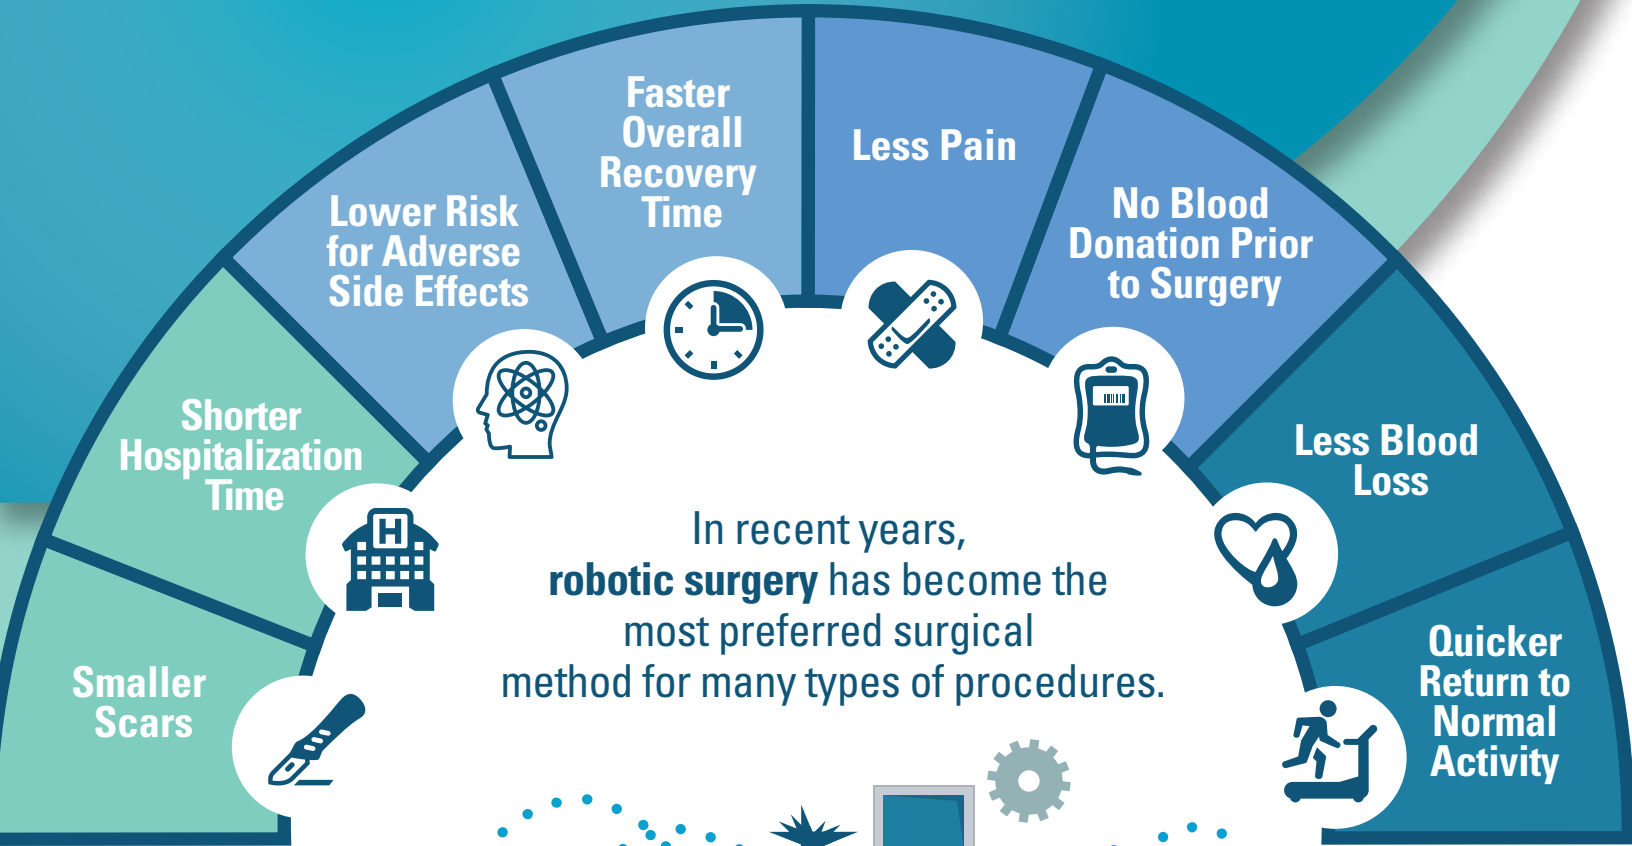 Smaller
Scars
Shorter
Hospitalization
Time
Lower Risk
for Adverse
Side Effects
Faster
Overall
Recovery
Time
Less Pain
No Blood
Donation Prior
to Surgery
Less Blood
Loss
Quicker
Return to
Normal
Activity
H
In recent years,
robotic surgery has become the
most preferred surgical
method for many types of procedures.